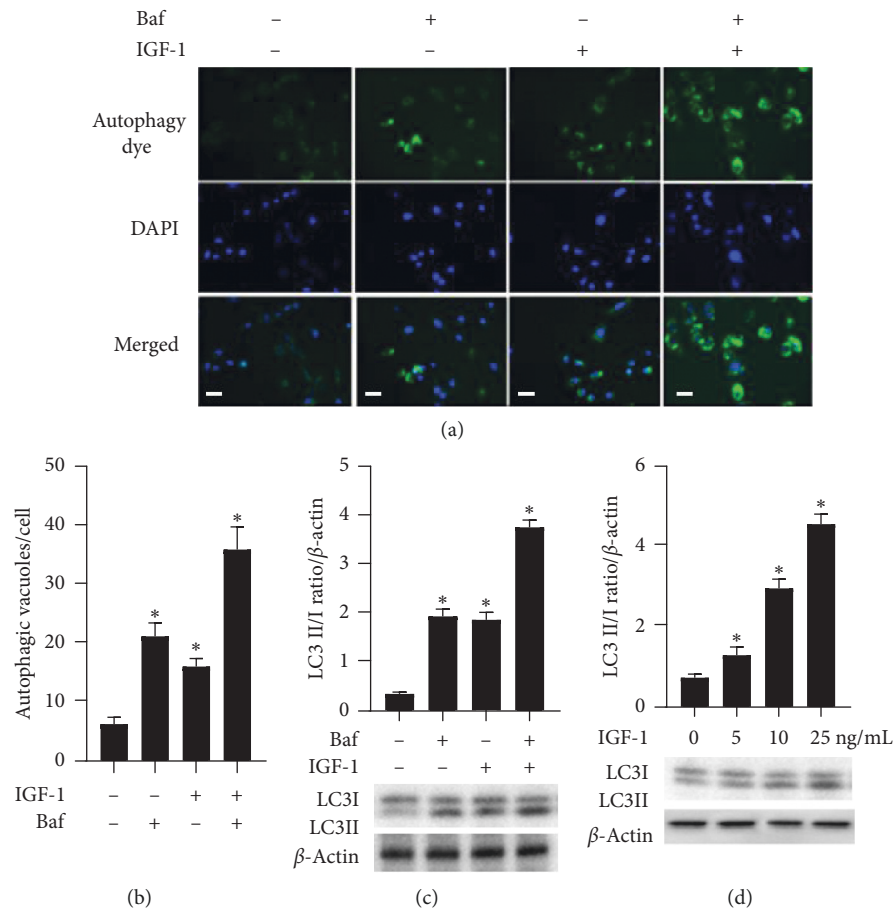 Baf – + – +
IGF-1 – – + +
Autophagy
dye
DAPI
Merged
(a)
50
40
30
20
10
0
Autophagic vacuoles/cell
* * *
IGF-1 – – + +
Baf – + – +
(b)
5
4
3
2
1
0
LC3 II/I ratio/β-actin
* * *
Baf – + – +
IGF-1 – – + +
LC3I
LC3II
β-Actin
(c)
6
4
2
0
LC3 II/I ratio/β-actin
* * *
IGF-1 0 5 10 25 ng/mL
LC3I
LC3II
β-Actin
(d)